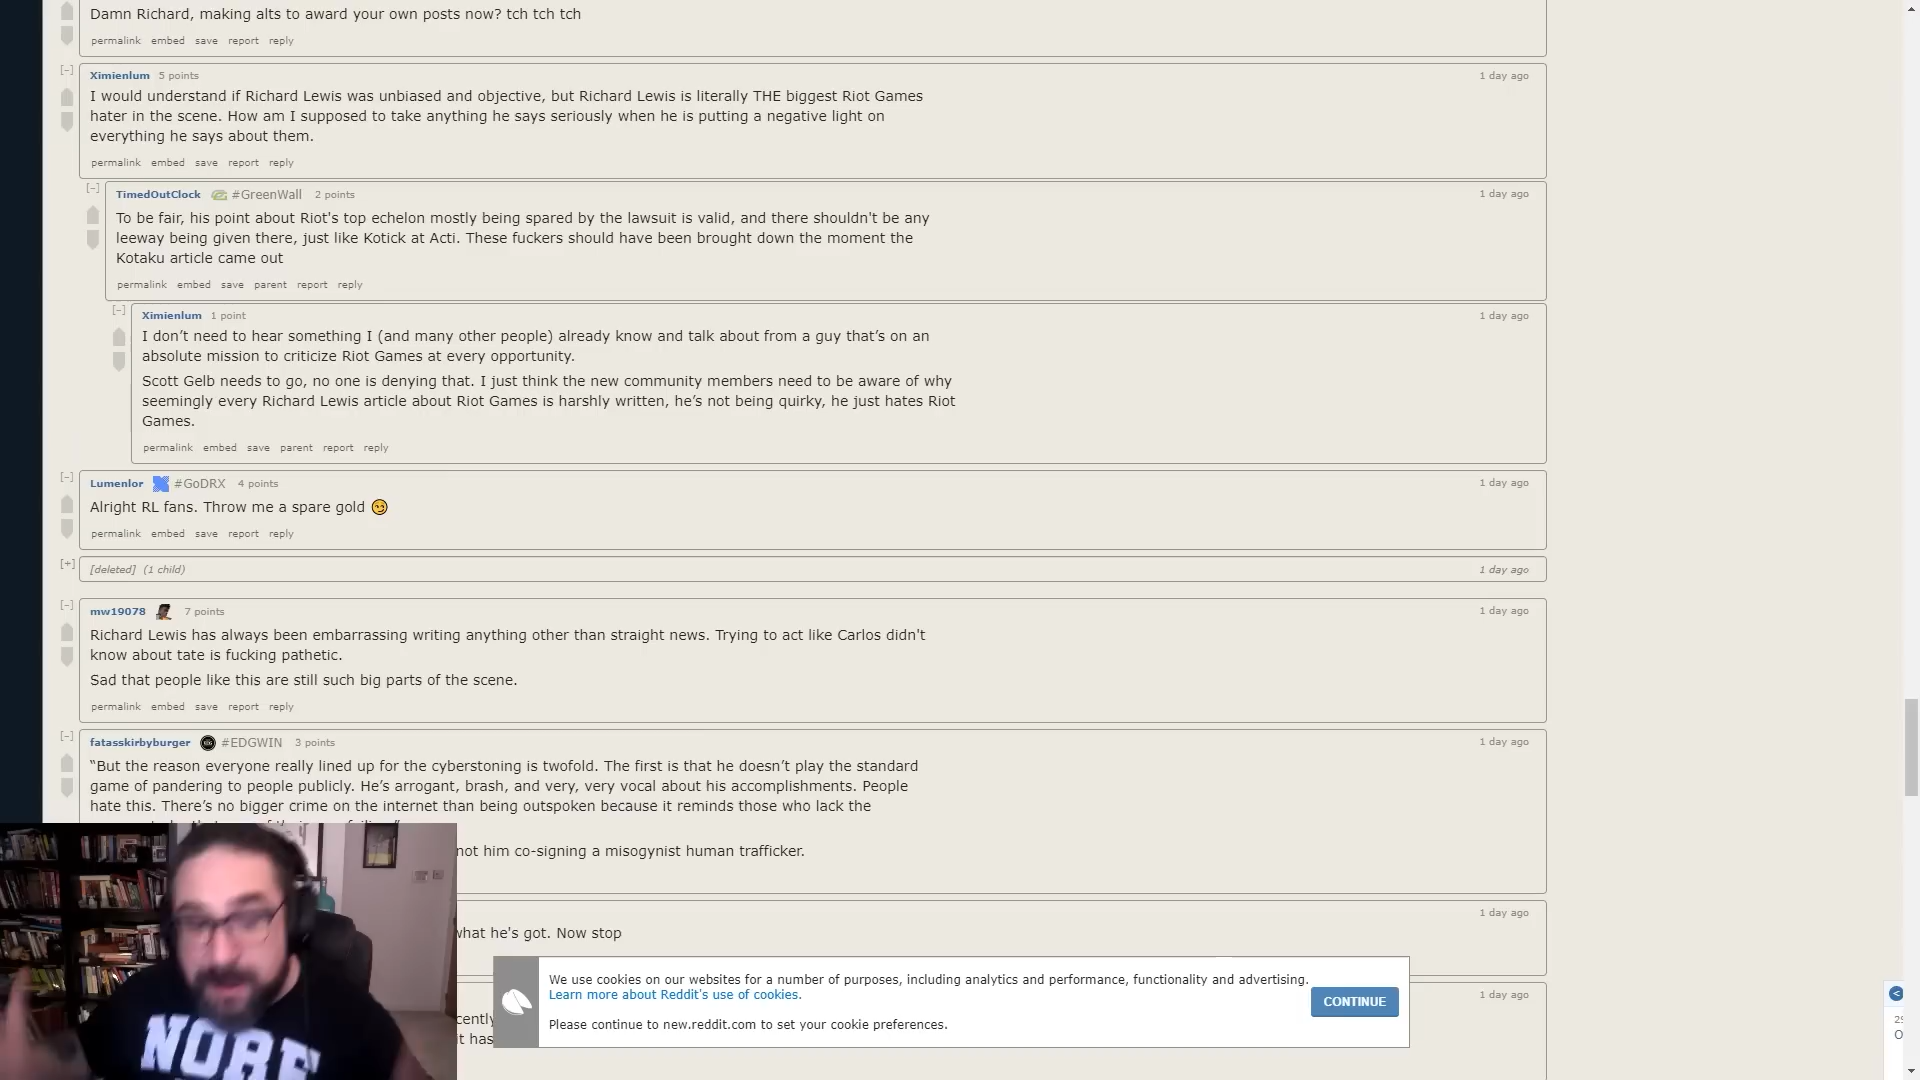 Damn Richard, making alts to award your own posts now? tch tch tch
permalink embed save report reply
[–] Ximienlum 5 points 1 day ago
I would understand if Richard Lewis was unbiased and objective, but Richard Lewis is literally THE biggest Riot Games
hater in the scene. How am I supposed to take anything he says seriously when he is putting a negative light on
everything he says about them.
permalink embed save report reply
[–] TimedOutClock #GreenWall 2 points 1 day ago
To be fair, his point about Riot's top echelon mostly being spared by the lawsuit is valid, and there shouldn't be any
leeway being given there, just like Kotick at Acti. These fuckers should have been brought down the moment the
Kotaku article came out
permalink embed save parent report reply
[–] Ximienlum 1 point 1 day ago
I don’t need to hear something I (and many other people) already know and talk about from a guy that’s on an
absolute mission to criticize Riot Games at every opportunity.
Scott Gelb needs to go, no one is denying that. I just think the new community members need to be aware of why
seemingly every Richard Lewis article about Riot Games is harshly written, he’s not being quirky, he just hates Riot
Games.
permalink embed save parent report reply
[–] Lumenlor #GoDRX 4 points 1 day ago
Alright RL fans. Throw me a spare gold 😏
permalink embed save report reply
[+] [deleted] (1 child) 1 day ago
[–] mw19078 7 points 1 day ago
Richard Lewis has always been embarrassing writing anything other than straight news. Trying to act like Carlos didn't
know about tate is fucking pathetic.
Sad that people like this are still such big parts of the scene.
permalink embed save report reply
[–] fatasskirbyburger #EDGWIN 3 points 1 day ago
“But the reason everyone really lined up for the cyberstoning is twofold. The first is that he doesn’t play the standard
game of pandering to people publicly. He’s arrogant, brash, and very, very vocal about his accomplishments. People
hate this. There’s no bigger crime on the internet than being outspoken because it reminds those who lack the
not him co-signing a misogynist human trafficker.
1 day ago
what he's got. Now stop
We use cookies on our websites for a number of purposes, including analytics and performance, functionality and advertising.
Learn more about Reddit's use of cookies.
CONTINUE
Please continue to new.reddit.com to set your cookie preferences.
1 day ago
it has